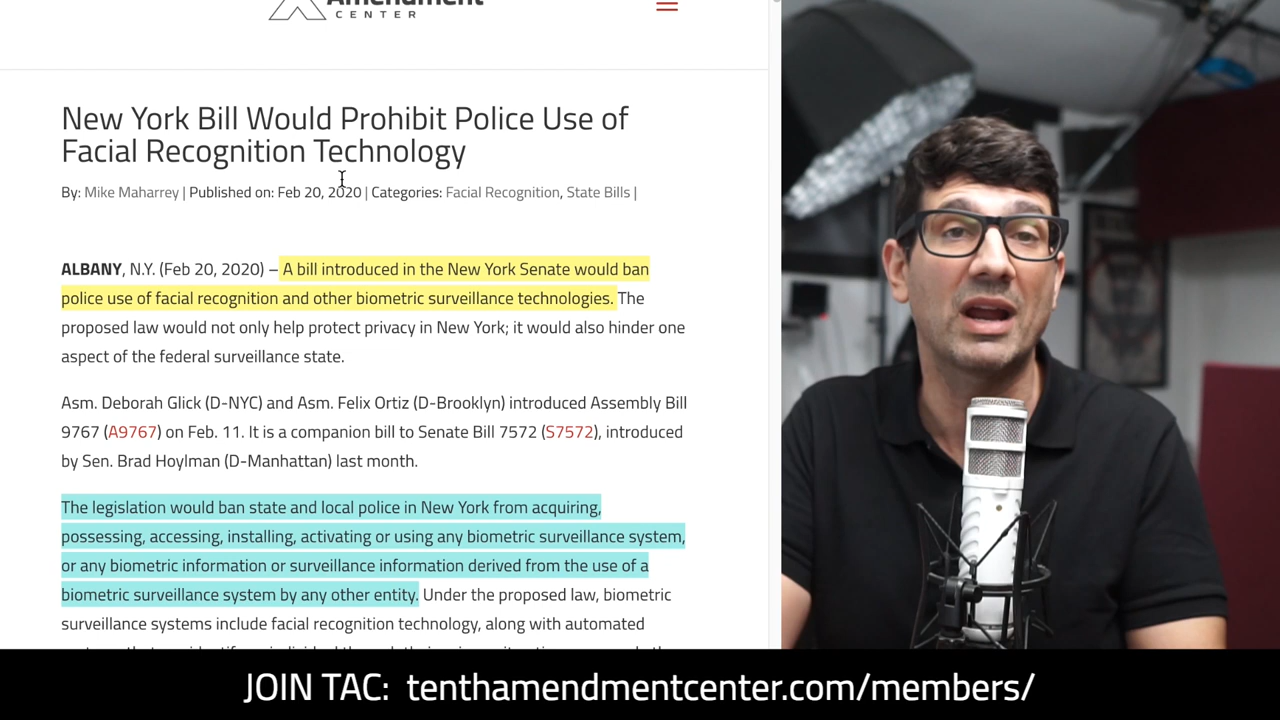 Amendment
CENTER
New York Bill Would Prohibit Police Use of
Facial Recognition Technology
By: Mike Maharrey | Published on: Feb 20, 2020 | Categories: Facial Recognition, State Bills |
ALBANY, N.Y. (Feb 20, 2020) – A bill introduced in the New York Senate would ban
police use of facial recognition and other biometric surveillance technologies. The
proposed law would not only help protect privacy in New York; it would also hinder one
aspect of the federal surveillance state.
Asm. Deborah Glick (D-NYC) and Asm. Felix Ortiz (D-Brooklyn) introduced Assembly Bill
9767 (A9767) on Feb. 11. It is a companion bill to Senate Bill 7572 (S7572), introduced
by Sen. Brad Hoylman (D-Manhattan) last month.
The legislation would ban state and local police in New York from acquiring,
possessing, accessing, installing, activating or using any biometric surveillance system,
or any biometric information or surveillance information derived from the use of a
biometric surveillance system by any other entity. Under the proposed law, biometric
surveillance systems include facial recognition technology, along with automated
JOIN TAC: tenthamendmentcenter.com/members/